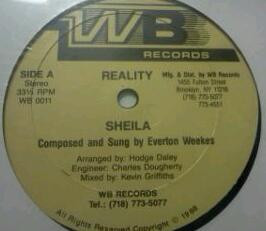 WB
RECORDS
SIDE A
Stereo
33⅓ RPM
WB 0011
REALITY
Mfg. & Dist. by WB Records
1455 Fulton Street
Brooklyn, NY 11216
(718) 773-5077
773-4551
SHEILA
Composed and Sung by Everton Weekes
Arranged by: Hodge Daley
Engineer: Charles Dougherty
Mixed by: Kevin Griffiths
WB RECORDS
Tel.: (718) 773-5077
All Rights Reserved Copyright © 1988